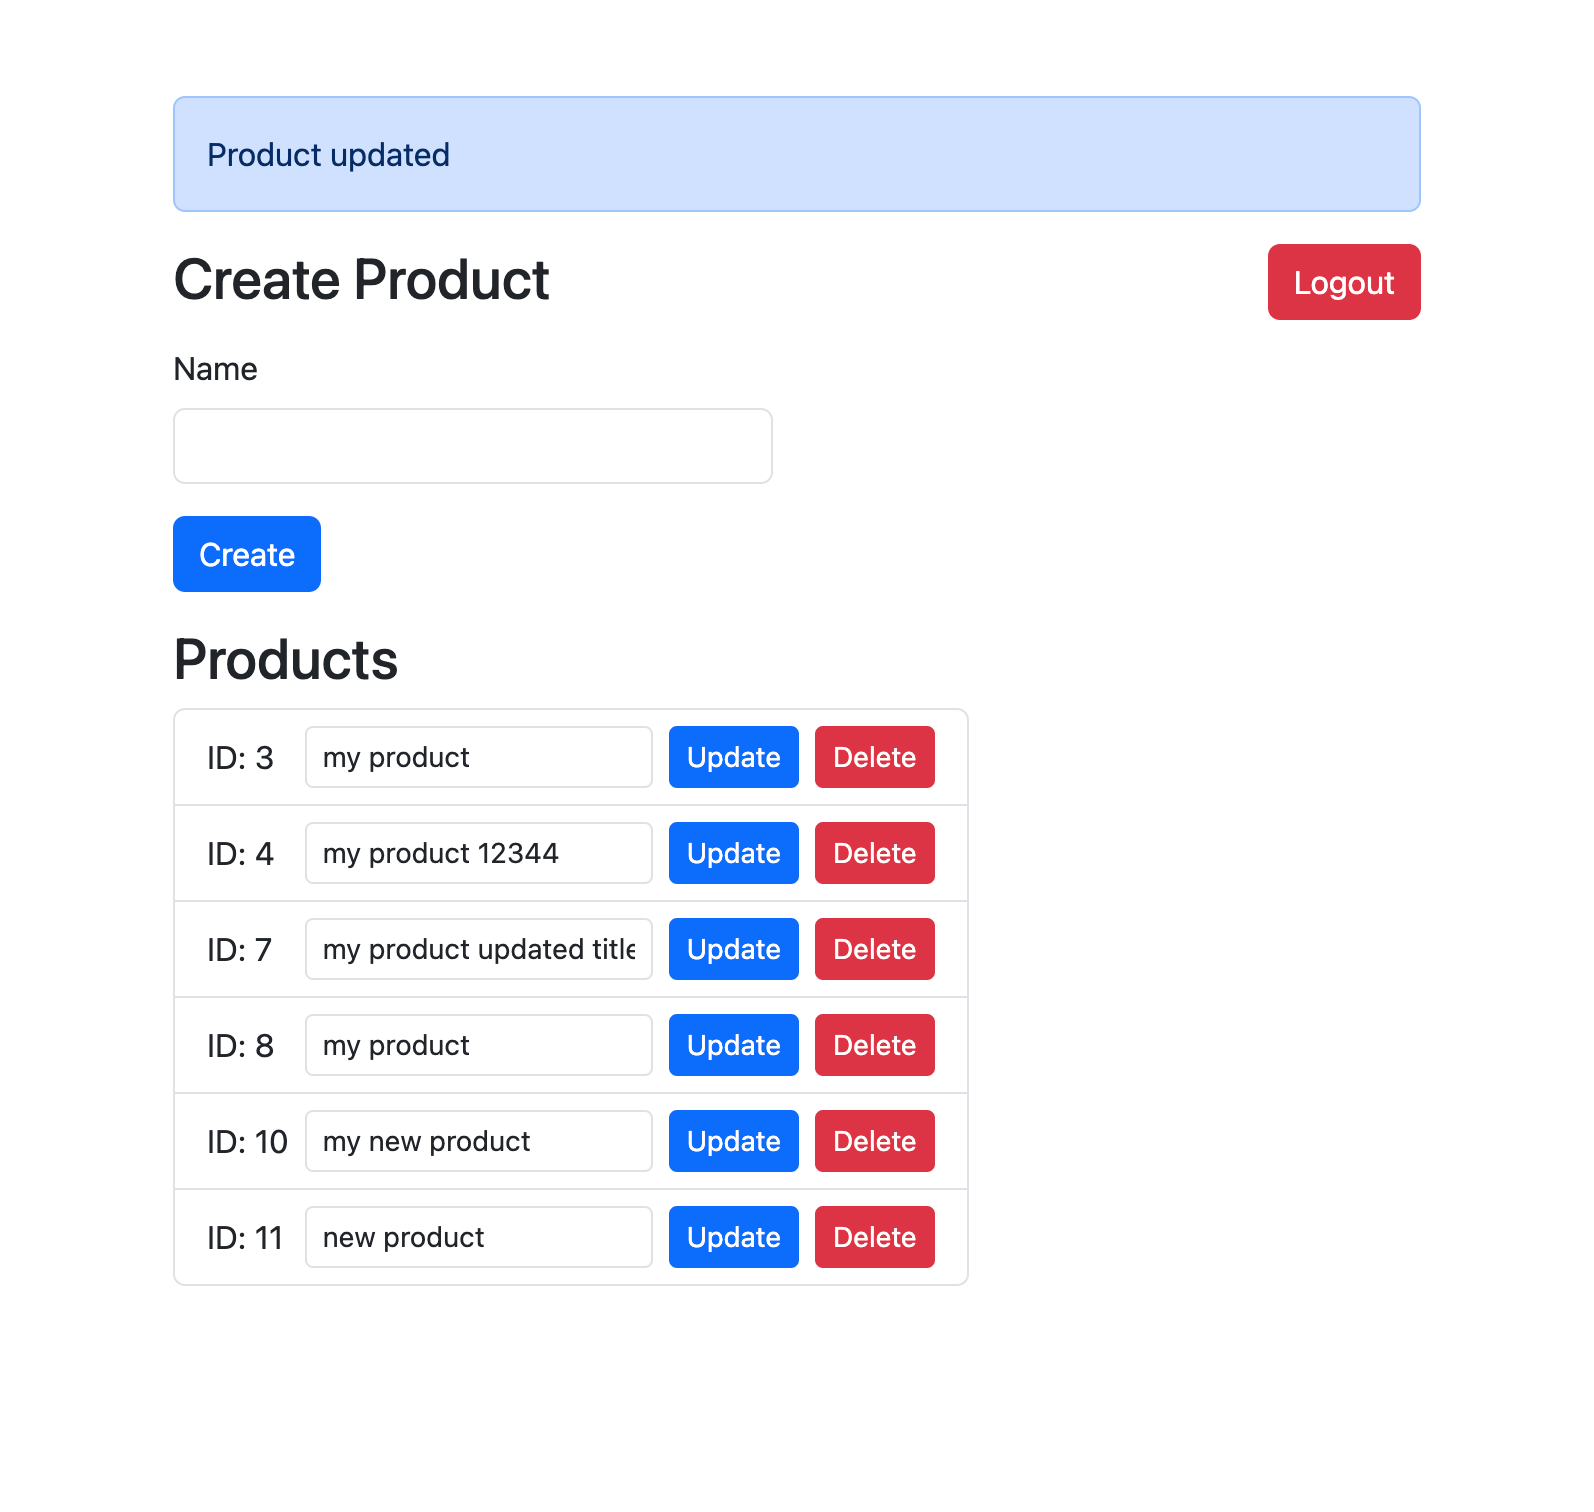 Product updated
Create Product
Logout
Name
Create
Products
ID: 3 my product Update Delete
ID: 4 my product 12344 Update Delete
ID: 7 my product updated title Update Delete
ID: 8 my product Update Delete
ID: 10 my new product Update Delete
ID: 11 new product Update Delete